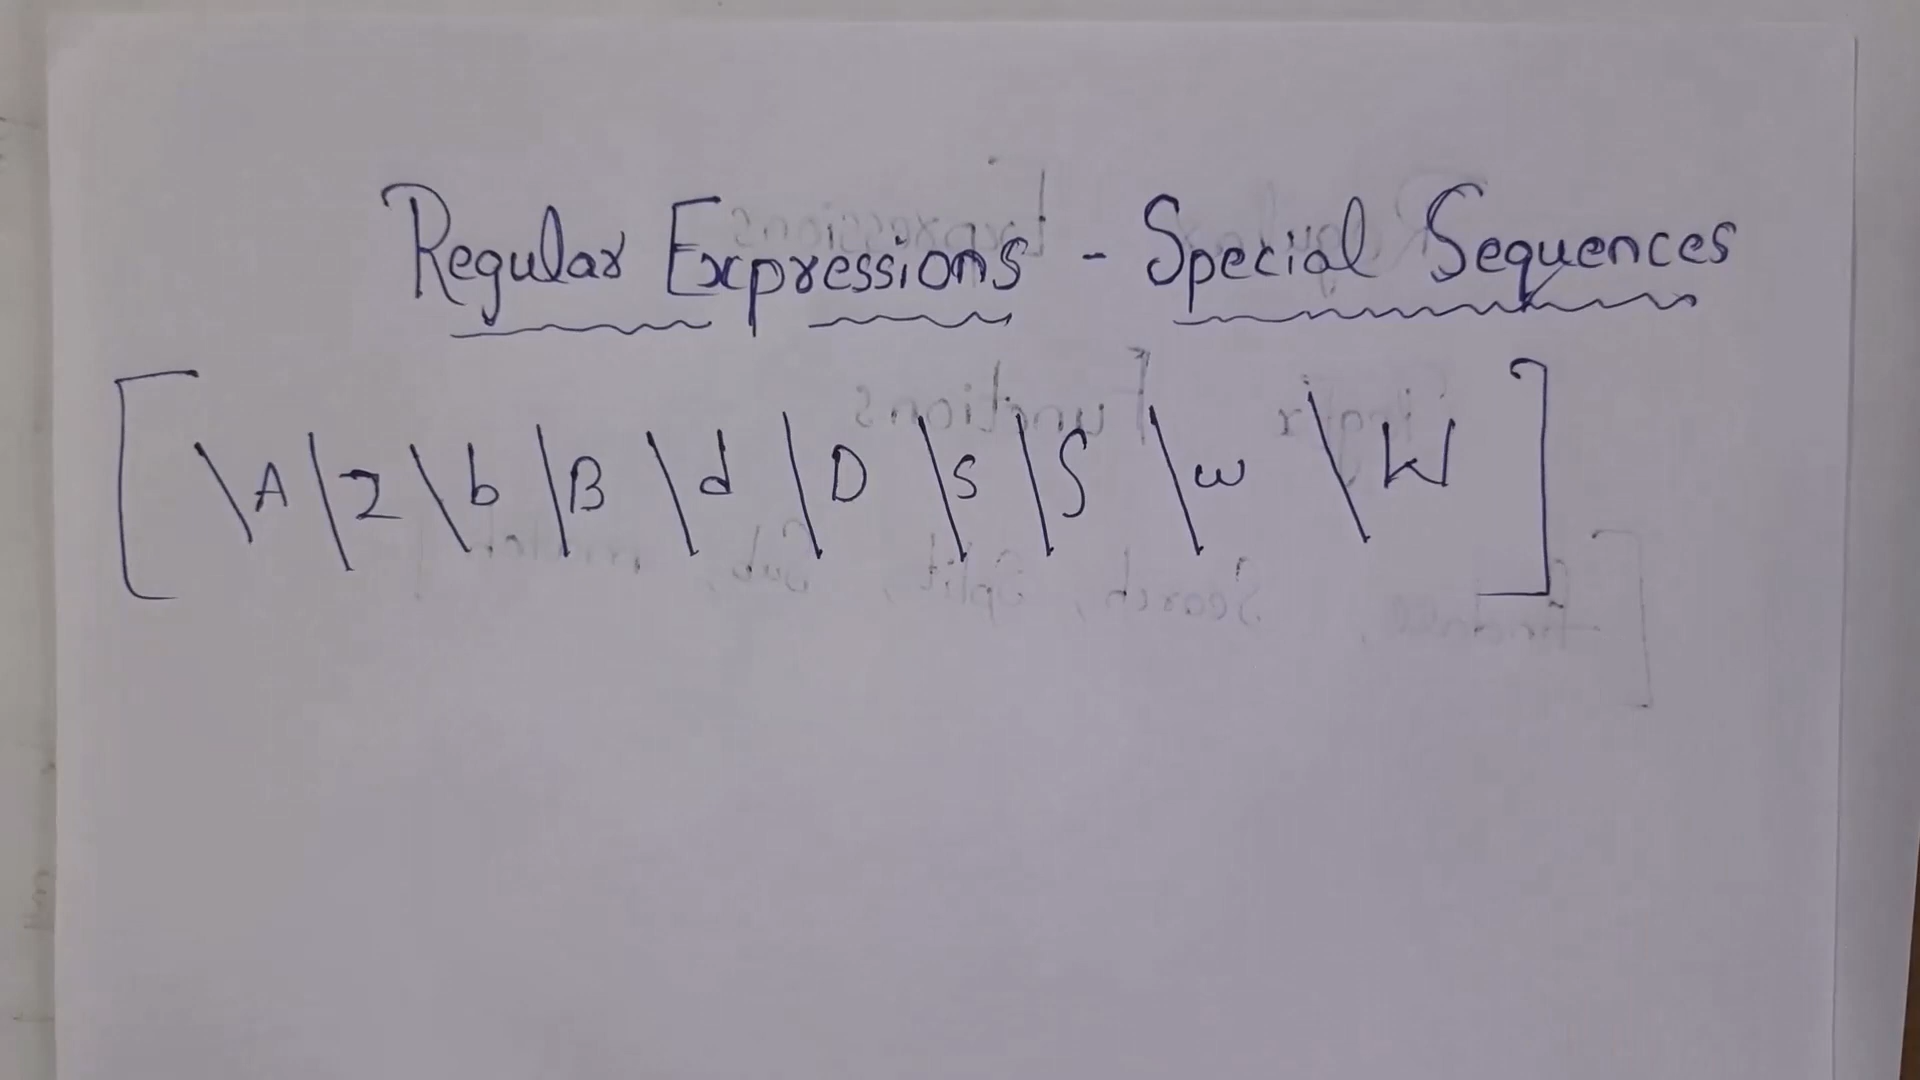 Regular Expressions - Special Sequences
[ \A \Z \b \B \d \D \s \S \w \W ]